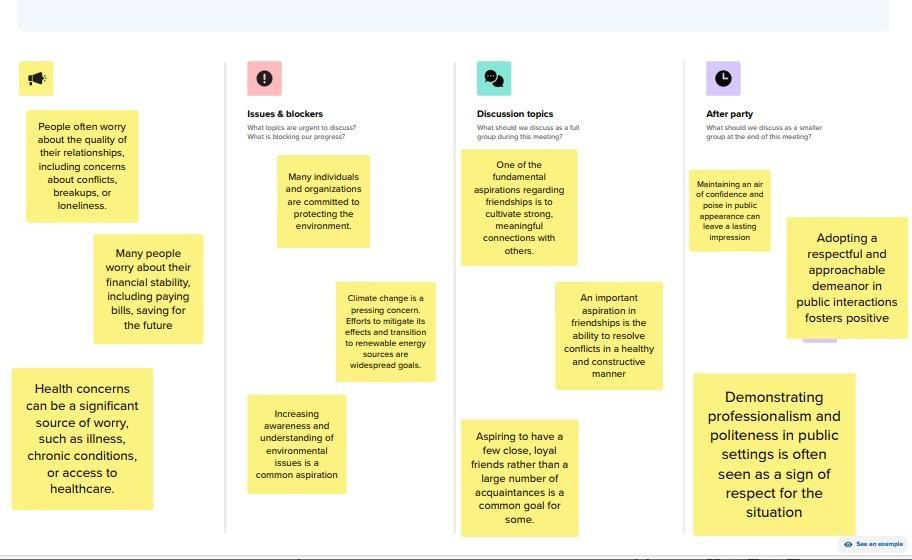 People often worry
about the quality of
their relationships,
including concerns
about conflicts,
breakups, or
loneliness.
Many people
worry about their
financial stability,
including paying
bills, saving for
the future
Health concerns
can be a significant
source of worry,
such as illness,
chronic conditions,
or access to
healthcare.
Issues & blockers
What topics are urgent to discuss?
What is blocking our progress?
Many individuals
and organizations
are committed to
protecting the
environment.
Climate change is a
pressing concern.
Efforts to mitigate its
effects and transition
to renewable energy
sources are
widespread goals.
Increasing
awareness and
understanding of
environmental
issues is a
common aspiration
Discussion topics
What should we discuss as a full
group during this meeting?
One of the
fundamental
aspirations regarding
friendships is to
cultivate strong,
meaningful
connections with
others.
An important
aspiration in
friendships is the
ability to resolve
conflicts in a healthy
and constructive
manner
Aspiring to have a
few close, loyal
friends rather than a
large number of
acquaintances is a
common goal for
some.
After party
What should we discuss as a smaller
group at the end of this meeting?
Maintaining an air
of confidence and
poise in public
appearance can
leave a lasting
impression
Adopting a
respectful and
approachable
demeanor in
public interactions
fosters positive
Demonstrating
professionalism and
politeness in public
settings is often
seen as a sign of
respect for the
situation
See an example